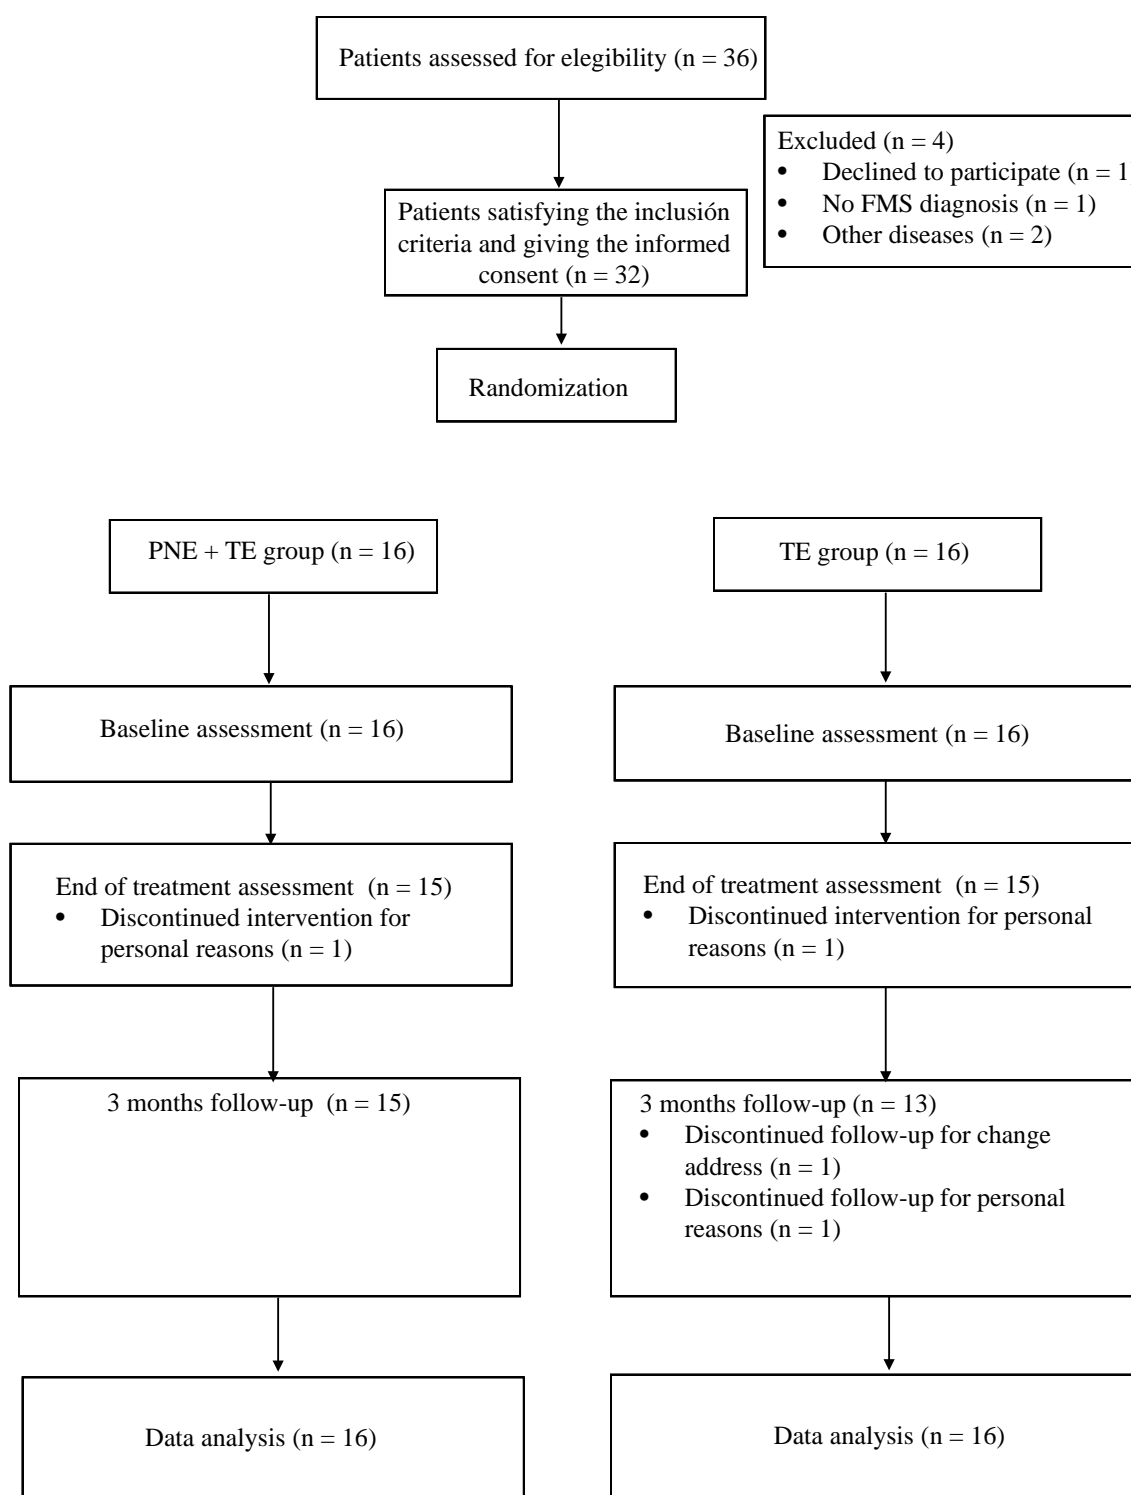 Patients assessed for elegibility (n = 36)
Excluded (n = 4)
• Declined to participate (n = 1
• No FMS diagnosis (n = 1)
• Other diseases (n = 2)
Patients satisfying the inclusión
criteria and giving the informed
consent (n = 32)
Randomization
PNE + TE group (n = 16)
TE group (n = 16)
Baseline assessment (n = 16)
Baseline assessment (n = 16)
End of treatment assessment (n = 15)
• Discontinued intervention for
personal reasons (n = 1)
End of treatment assessment (n = 15)
• Discontinued intervention for personal
reasons (n = 1)
3 months follow-up (n = 15)
3 months follow-up (n = 13)
• Discontinued follow-up for change
address (n = 1)
• Discontinued follow-up for personal
reasons (n = 1)
Data analysis (n = 16)
Data analysis (n = 16)